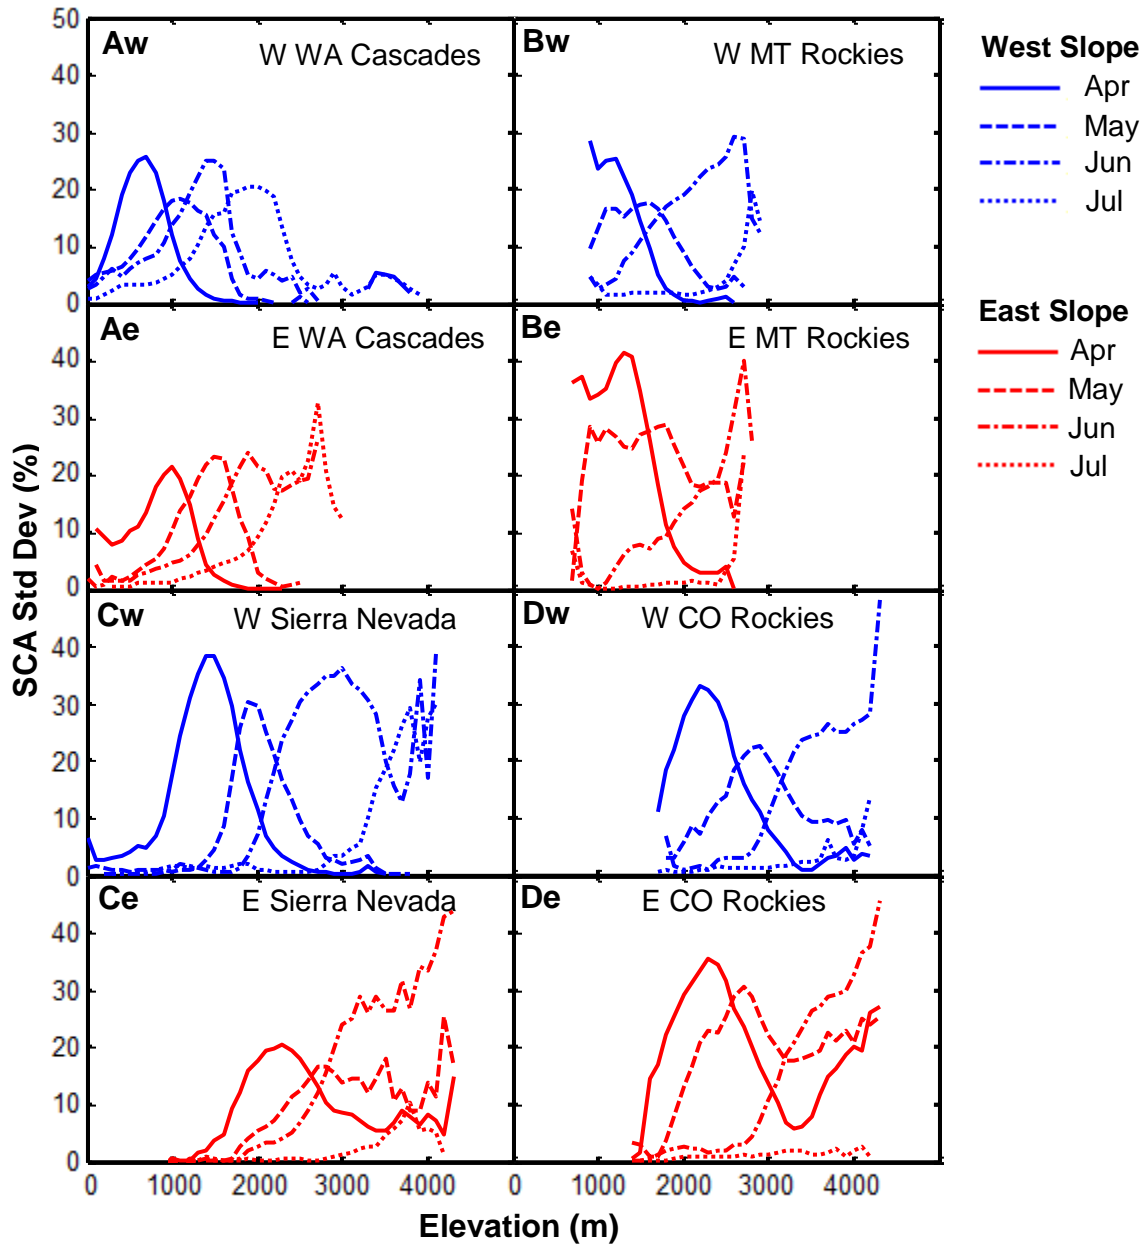 50
Aw
W WA Cascades
40
30
20
10
0
Bw
W MT Rockies
West Slope
Apr
May
Jun
Jul
Ae
E WA Cascades
40
30
20
10
0
Be
E MT Rockies
East Slope
Apr
May
Jun
Jul
SCA Std Dev (%)
Cw
W Sierra Nevada
40
30
20
10
0
Dw
W CO Rockies
Ce
E Sierra Nevada
40
30
20
10
0
De
E CO Rockies
0 1000 2000 3000 4000 0 1000 2000 3000 4000
Elevation (m)